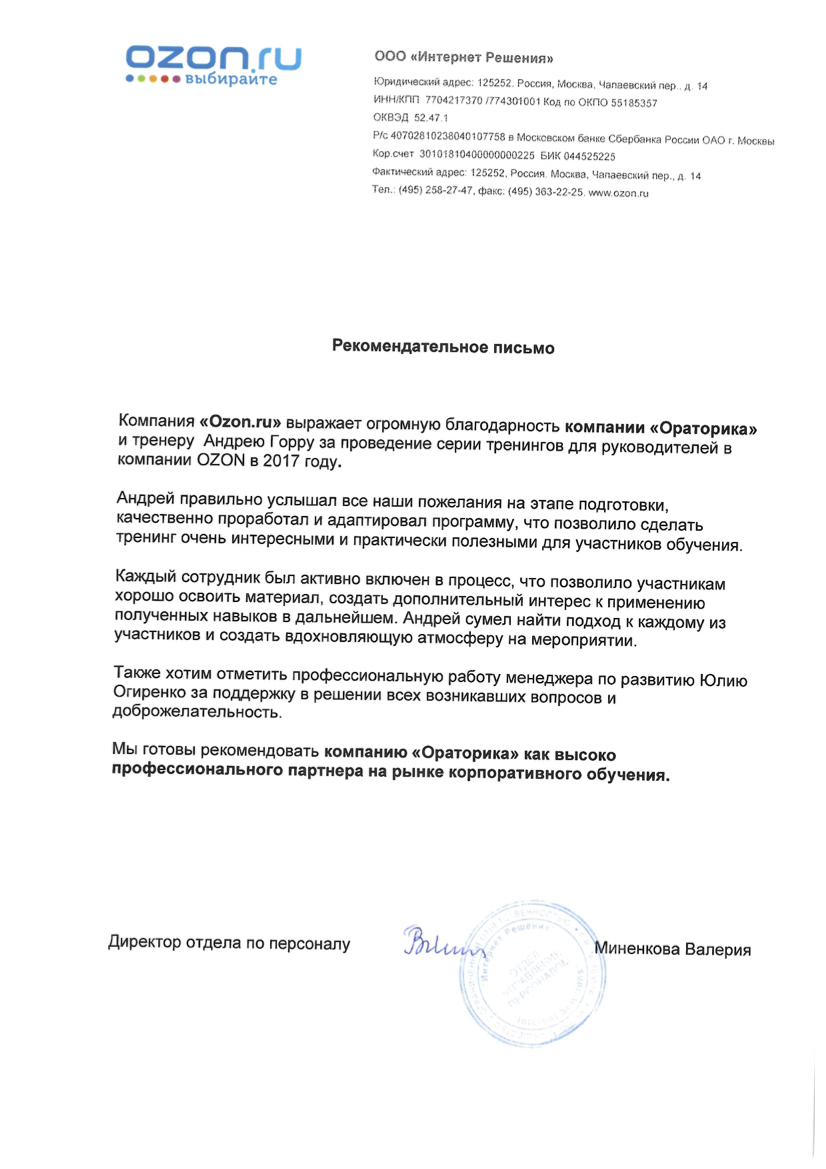 ozon.ru
выбирайте
ООО «Интернет Решения»
Юридический адрес: 125252. Россия, Москва, Чапаевский пер., д. 14
ИНН/КПП 7704217370 /774301001 Код по ОКПО 55185357
ОКВЭД 52.47.1
Р/с 40702810238040107758 в Московском банке Сбербанка России ОАО г. Москвы
Кор.счет 30101810400000000225 БИК 044525225
Фактический адрес: 125252, Россия. Москва, Чапаевский пер., д. 14
Тел.: (495) 258-27-47, факс: (495) 363-22-25. www.ozon.ru
Рекомендательное письмо
Компания «Ozon.ru» выражает огромную благодарность компании «Ораторика»
и тренеру Андрею Горру за проведение серии тренингов для руководителей в
компании OZON в 2017 году.
Андрей правильно услышал все наши пожелания на этапе подготовки,
качественно проработал и адаптировал программу, что позволило сделать
тренинг очень интересными и практически полезными для участников обучения.
Каждый сотрудник был активно включен в процесс, что позволило участникам
хорошо освоить материал, создать дополнительный интерес к применению
полученных навыков в дальнейшем. Андрей сумел найти подход к каждому из
участников и создать вдохновляющую атмосферу на мероприятии.
Также хотим отметить профессиональную работу менеджера по развитию Юлию
Огиренко за поддержку в решении всех возникавших вопросов и
доброжелательность.
Мы готовы рекомендовать компанию «Ораторика» как высоко
профессионального партнера на рынке корпоративного обучения.
Директор отдела по персоналу
Миненкова Валерия
Интернет Решения
ОТДЕЛ
УПРАВЛЕНИЯ
ПЕРСОНАЛОМ